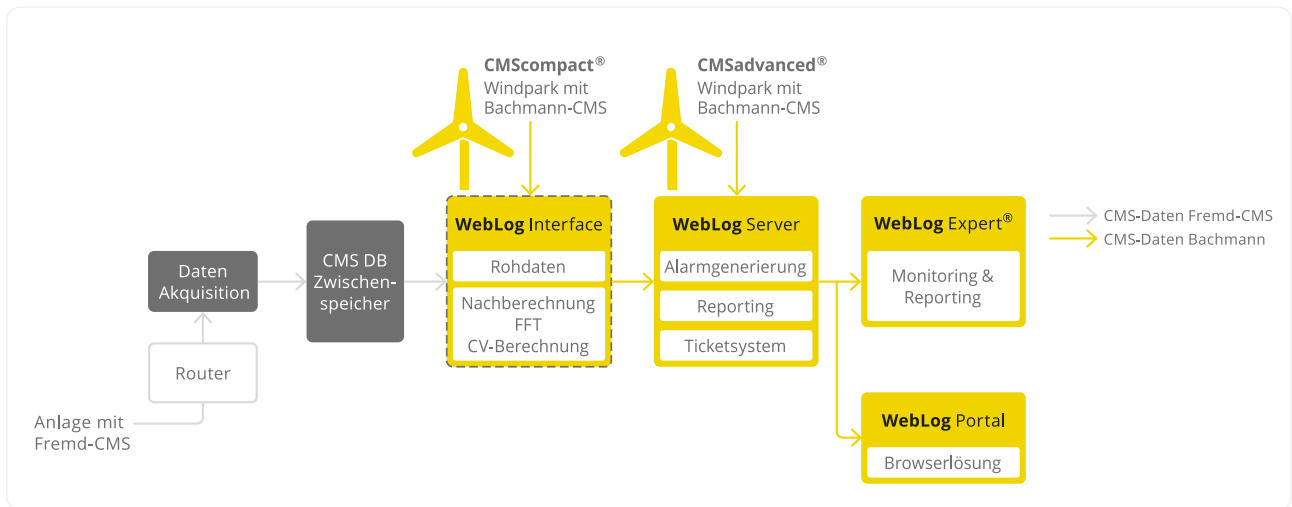 CMScompact®
Windpark mit
Bachmann-CMS
CMSadvanced®
Windpark mit
Bachmann-CMS
Anlage mit
Fremd-CMS
Router
Daten
Akquisition
CMS DB
Zwischen-
speicher
WebLog Interface
Rohdaten
Nachberechnung
FFT
CV-Berechnung
WebLog Server
Alarmgenerierung
Reporting
Ticketsystem
WebLog Expert®
Monitoring &
Reporting
WebLog Portal
Browserlösung
CMS-Daten Fremd-CMS
CMS-Daten Bachmann